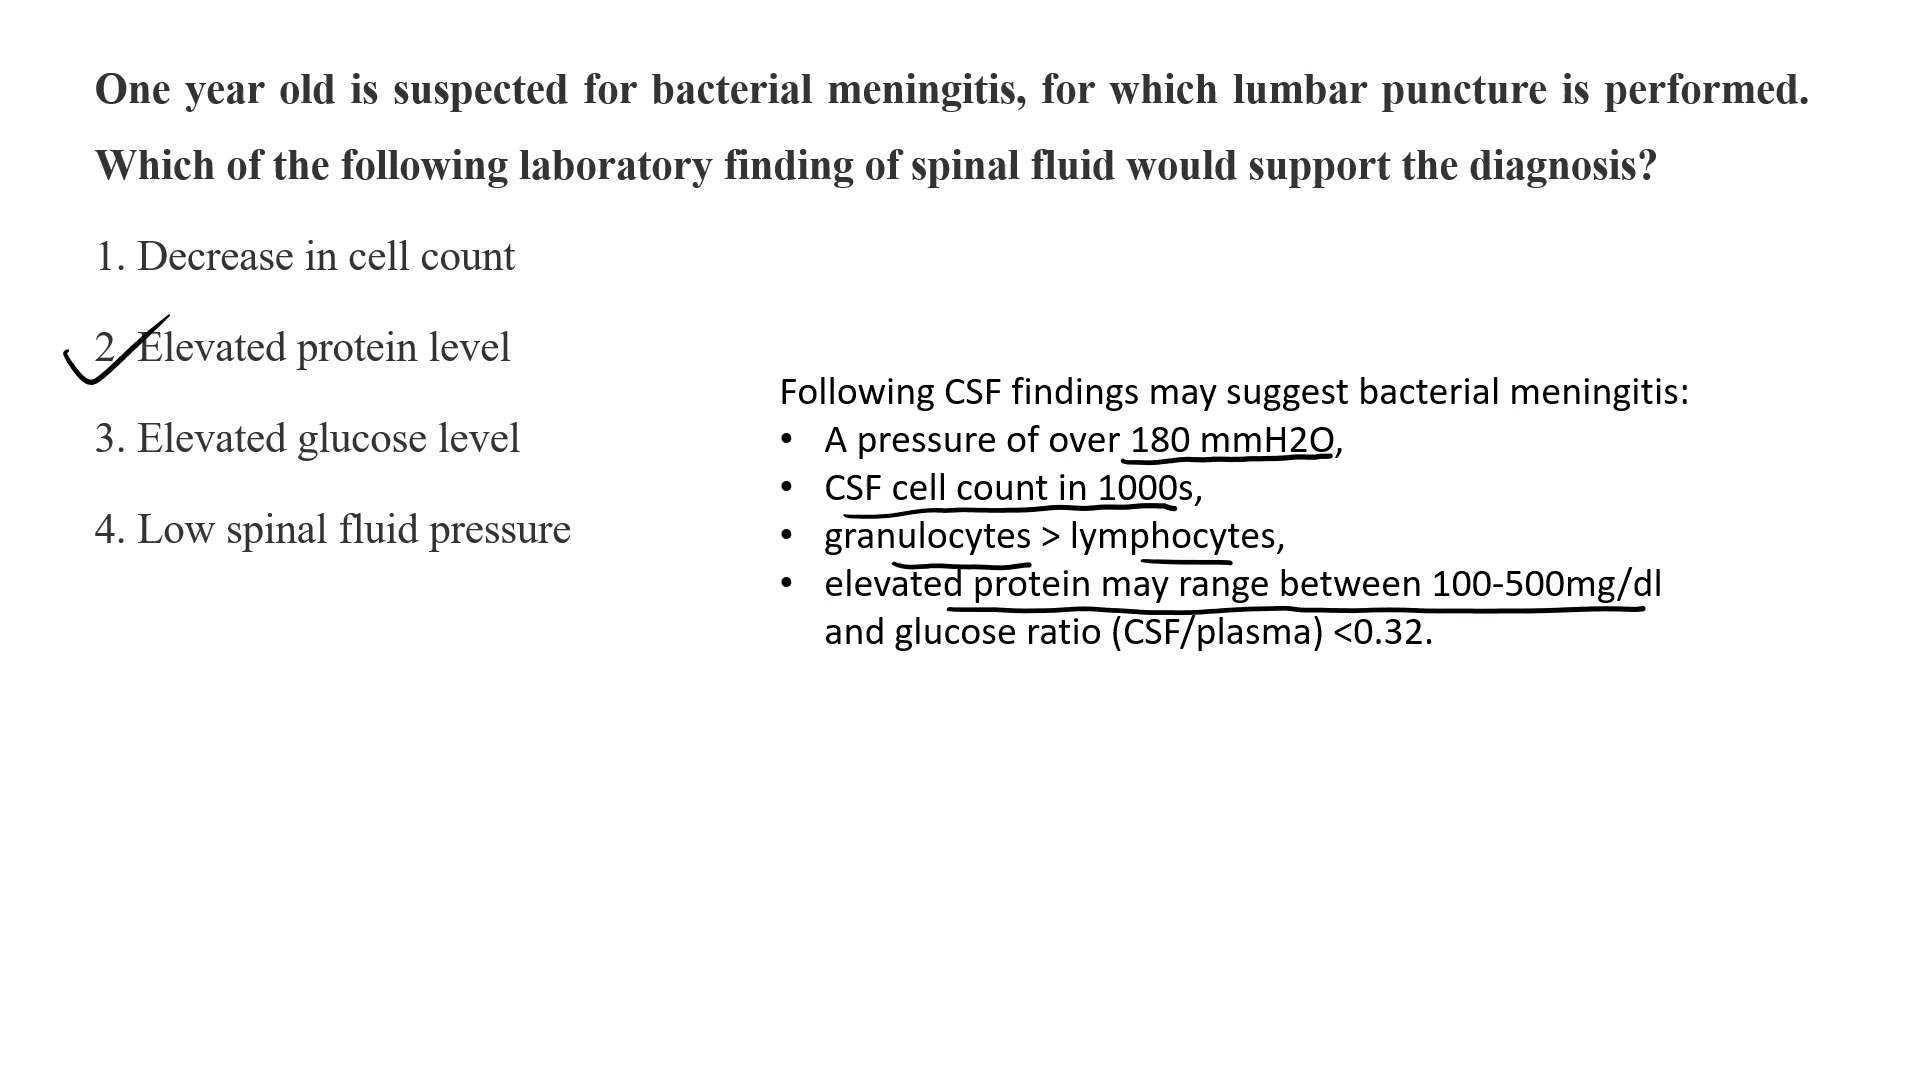 One year old is suspected for bacterial meningitis, for which lumbar puncture is performed.
Which of the following laboratory finding of spinal fluid would support the diagnosis?
1. Decrease in cell count
2. Elevated protein level
3. Elevated glucose level
4. Low spinal fluid pressure
Following CSF findings may suggest bacterial meningitis:
• A pressure of over 180 mmH2O,
• CSF cell count in 1000s,
• granulocytes > lymphocytes,
• elevated protein may range between 100-500mg/dl
and glucose ratio (CSF/plasma) <0.32.